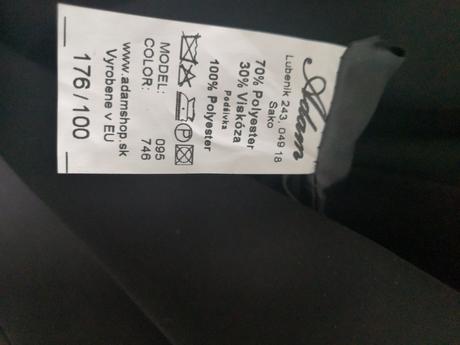 Adam
Lubeník 243, 049 18
Sako
70% Polyester
30% Viskóza
Podšívka
100% Polyester
MODEL: 095
COLOR: 746
www.adamshop.sk
Vyrobene v EU
176 / 100